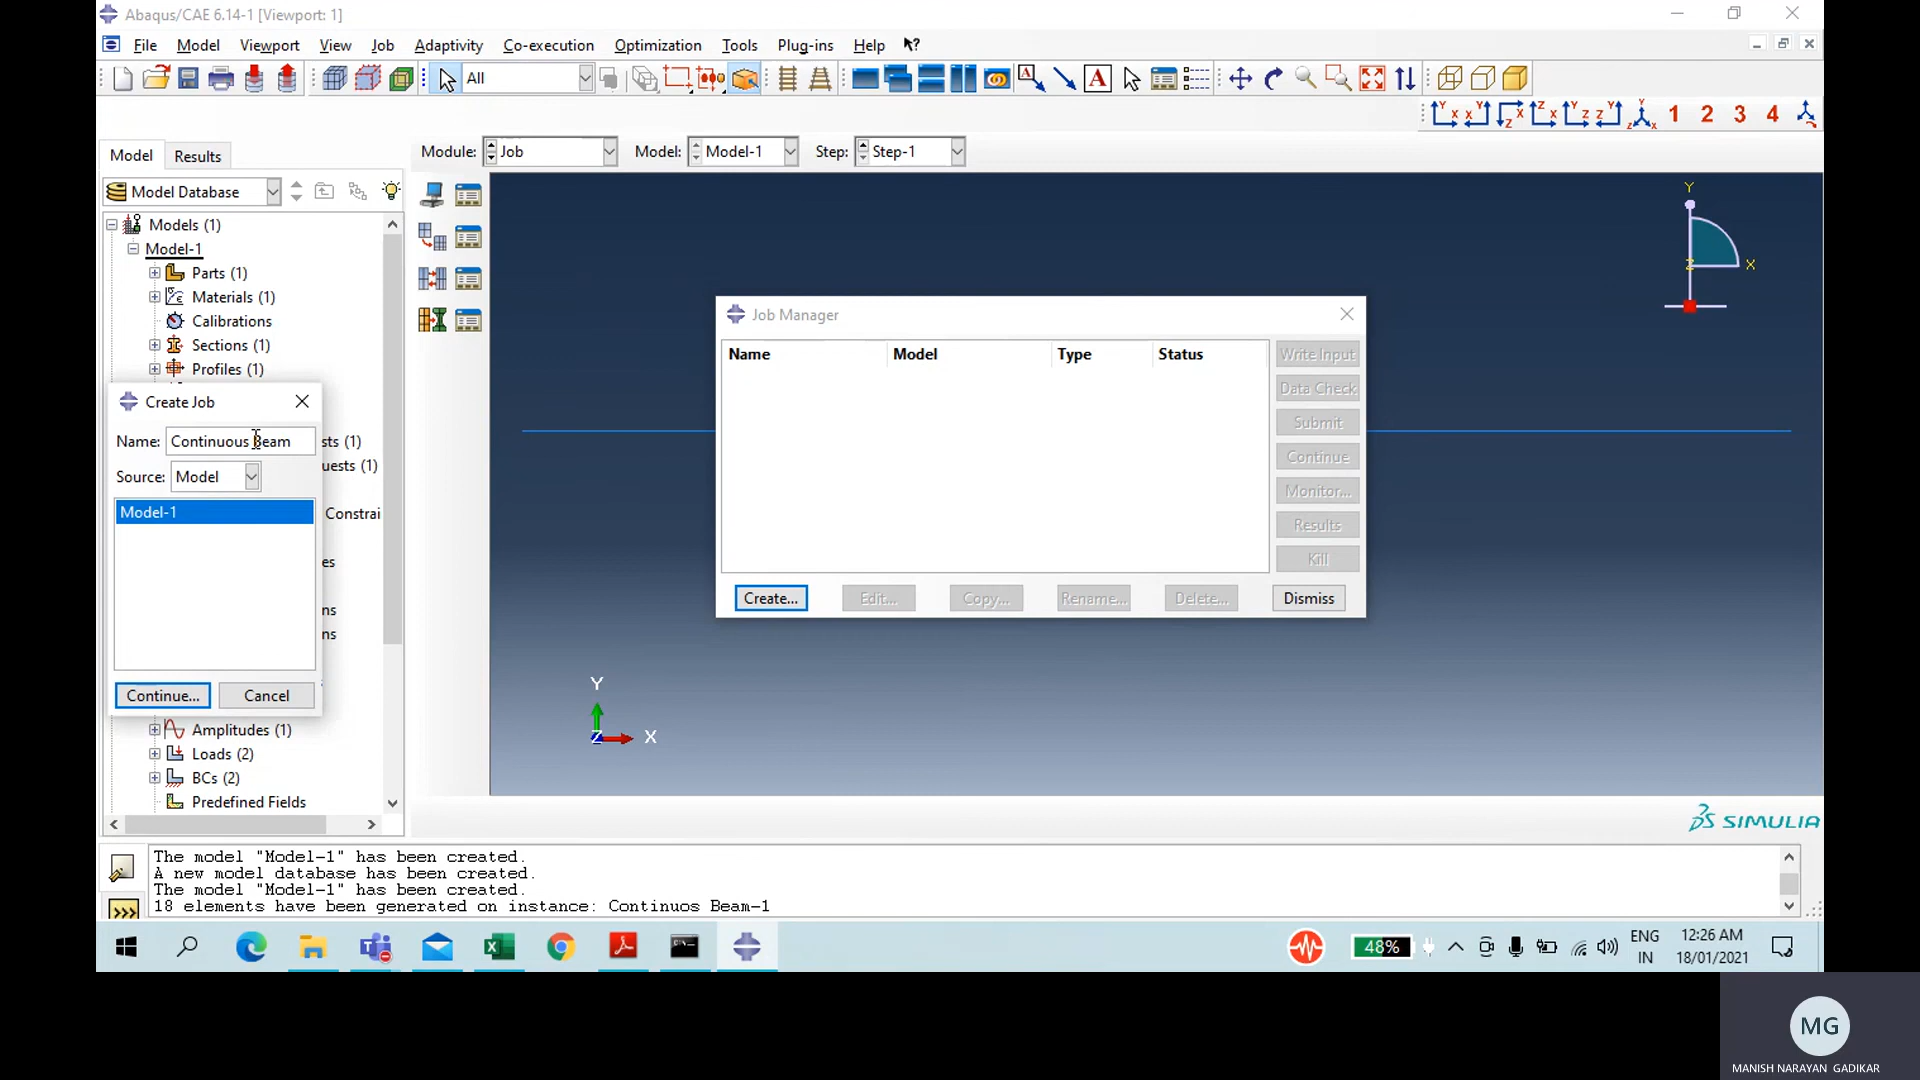 Abaqus/CAE 6.14-1 [Viewport: 1]
File Model Viewport View Job Adaptivity Co-execution Optimization Tools Plug-ins Help
All
1 2 3 4
Model Results
Module: Job Model: Model-1 Step: Step-1
Model Database
Models (1)
Model-1
Parts (1)
Materials (1)
Calibrations
Sections (1)
Profiles (1)
Create Job
Name: Continuous Beam
sts (1)
uests (1)
Source: Model
Model-1
Constrai
es
ns
ns
Continue... Cancel
Amplitudes (1)
Loads (2)
BCs (2)
Predefined Fields
Job Manager
Name Model Type Status
Write Input
Data Check
Submit
Continue
Monitor...
Results
Kill
Create... Edit... Copy... Rename... Delete... Dismiss
Y
Z X
Y
Z X
SIMULIA
The model "Model-1" has been created.
A new model database has been created.
The model "Model-1" has been created.
18 elements have been generated on instance: Continuos Beam-1
>>>
48%
ENG
IN
12:26 AM
18/01/2021
MG
MANISH NARAYAN GADIKAR